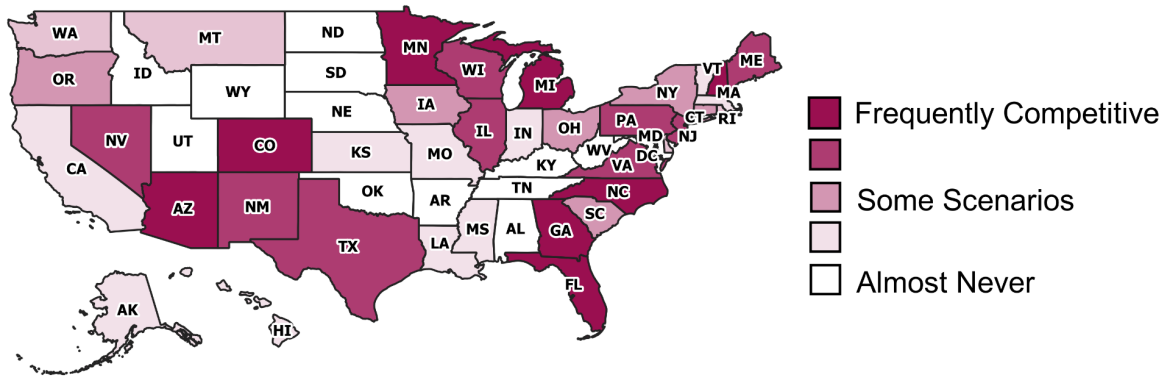 WA
MT
ND
MN
OR
ID
SD
WI
MI
VT
ME
WY
NY
MA
IA
NE
CT
RI
NV
UT
CO
IL
IN
OH
PA
NJ
MD
CA
KS
MO
WV
DC
VA
KY
AZ
NM
OK
TN
NC
AR
SC
TX
LA
MS
AL
GA
FL
AK
HI
Frequently Competitive
Some Scenarios
Almost Never